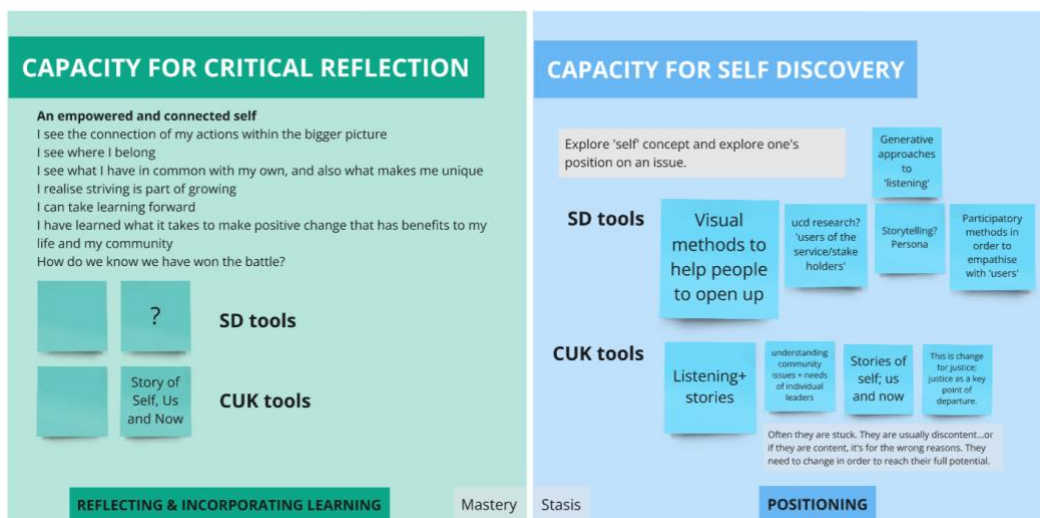 CAPACITY FOR CRITICAL REFLECTION
An empowered and connected self
I see the connection of my actions within the bigger picture
I see where I belong
I see what I have in common with my own, and also what makes me unique
I realise striving is part of growing
I can take learning forward
I have learned what it takes to make positive change that has benefits to my
life and my community
How do we know we have won the battle?
?
SD tools
Story of
Self, Us
and Now
CUK tools
REFLECTING & INCORPORATING LEARNING
Mastery
CAPACITY FOR SELF DISCOVERY
Explore 'self' concept and explore one's
position on an issue.
Generative
approaches
to
'listening'
SD tools
Visual
methods to
help people
to open up
ucd research?
'users of the
service/stake
holders'
Storytelling?
Persona
Participatory
methods in
order to
empathise
with 'users'
CUK tools
Listening+
stories
understanding
community
issues + needs
of individual
leaders
Stories of
self; us
and now
This is change
for justice;
justice as a key
point of
departure.
Often they are stuck. They are usually discontent...or
if they are content, it's for the wrong reasons. They
need to change in order to reach their full potential.
Stasis
POSITIONING